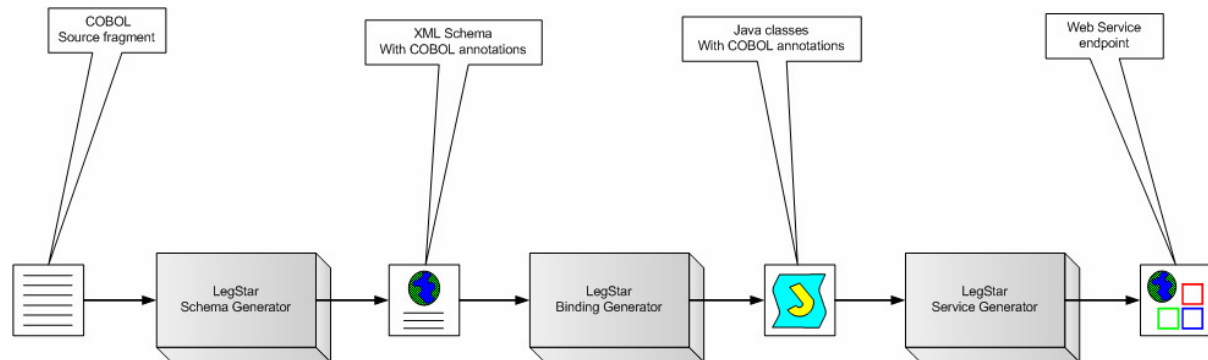 COBOL
Source fragment
XML Schema
With COBOL annotations
Java classes
With COBOL annotations
Web Service
endpoint
LegStar
Schema Generator
LegStar
Binding Generator
J
LegStar
Service Generator